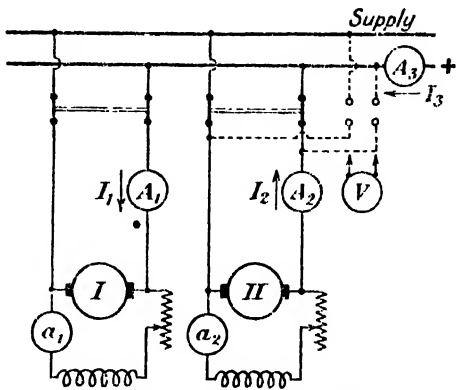 Supply
A3 +
I3
I1 A1 I2 A2 V
I II
a1 a2